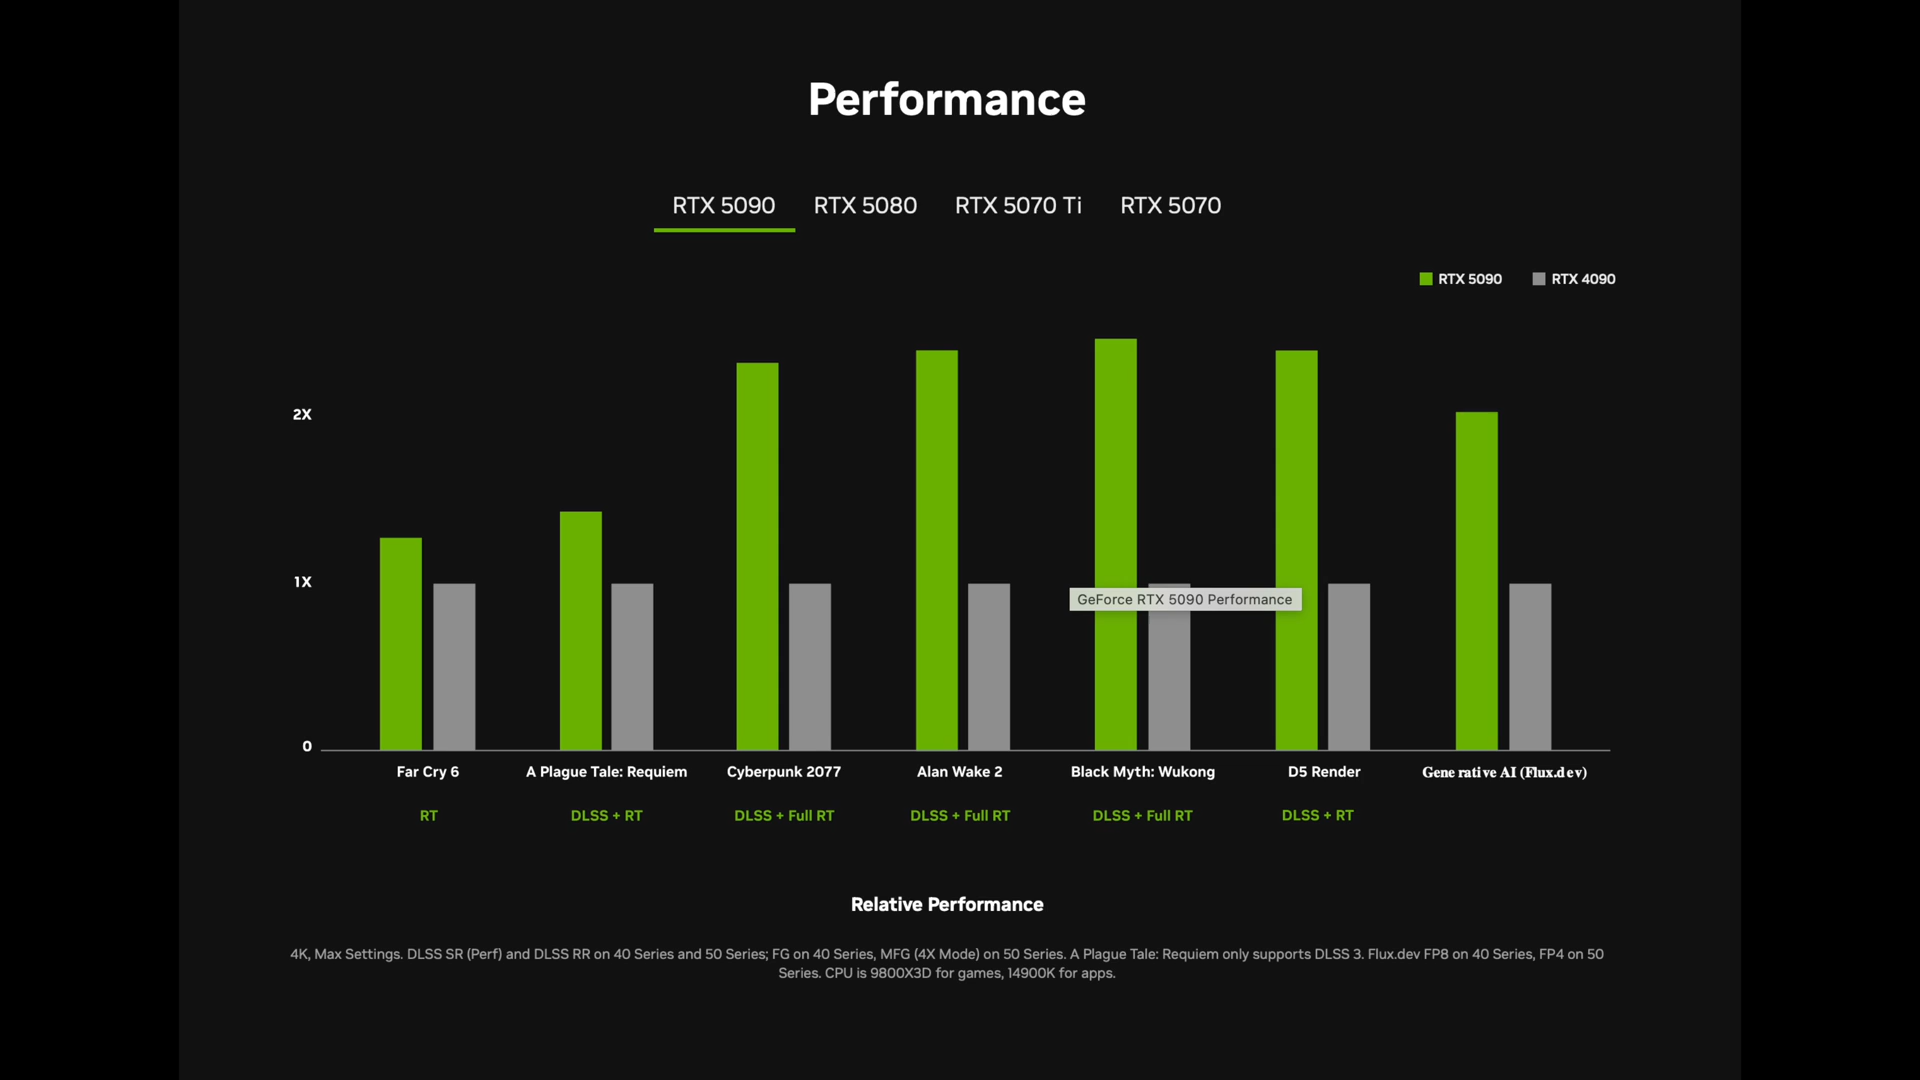 Performance
RTX 5090 RTX 5080 RTX 5070 Ti RTX 5070
RTX 5090 RTX 4090
2X
1X
GeForce RTX 5090 Performance
0
Far Cry 6 A Plague Tale: Requiem Cyberpunk 2077 Alan Wake 2 Black Myth: Wukong D5 Render Generative AI (Flux.dev)
RT DLSS + RT DLSS + Full RT DLSS + Full RT DLSS + Full RT DLSS + RT
Relative Performance
4K, Max Settings. DLSS SR (Perf) and DLSS RR on 40 Series and 50 Series; FG on 40 Series, MFG (4X Mode) on 50 Series. A Plague Tale: Requiem only supports DLSS 3. Flux.dev FP8 on 40 Series, FP4 on 50
Series. CPU is 9800X3D for games, 14900K for apps.